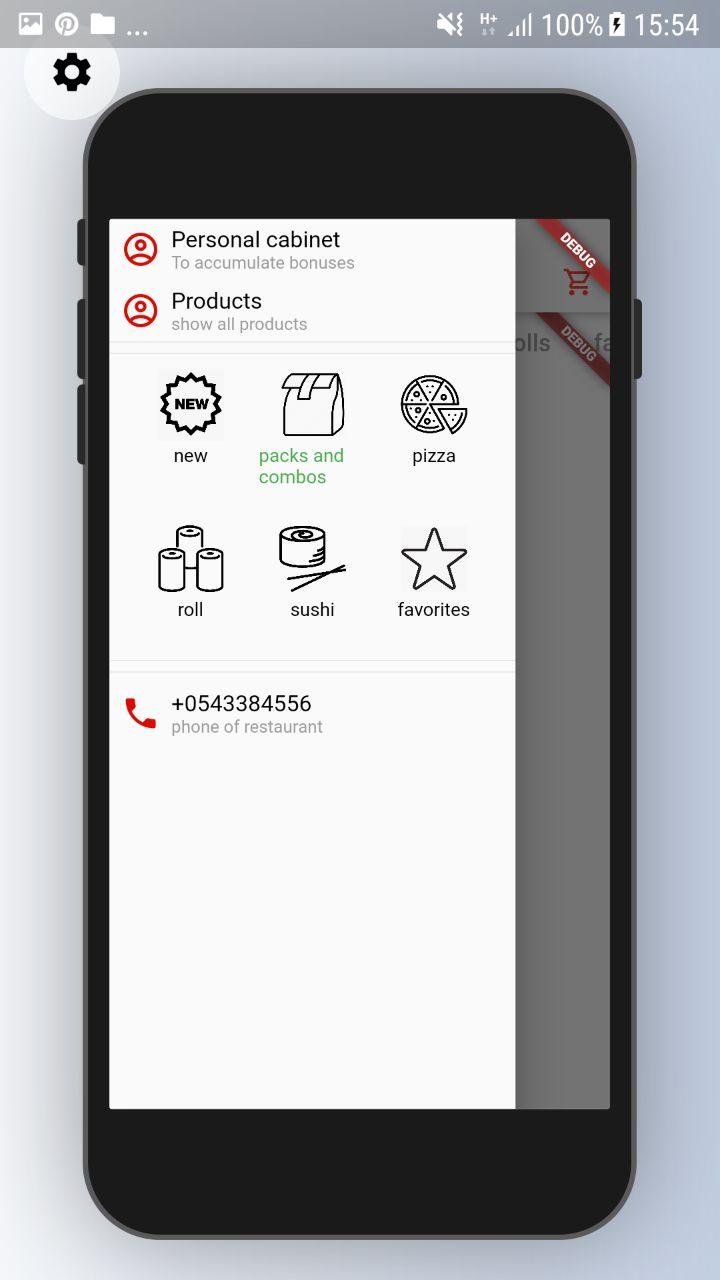 H+ 100% 15:54
...
DEBUG
Personal cabinet
To accumulate bonuses
Products
show all products
olls fa
DEBUG
NEW
new
packs and
combos
pizza
roll
sushi
favorites
+0543384556
phone of restaurant